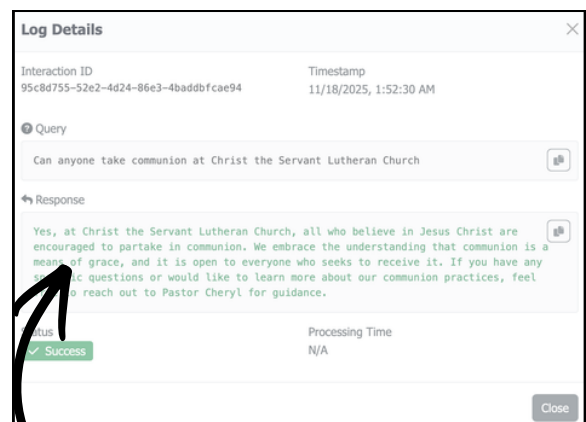 Log Details
Interaction ID
95c8d755-52e2-4d24-86e3-4baddbfcae94
Timestamp
11/18/2025, 1:52:30 AM
Query
Can anyone take communion at Christ the Servant Lutheran Church
Response
Yes, at Christ the Servant Lutheran Church, all who believe in Jesus Christ are
encouraged to partake in communion. We embrace the understanding that communion is a
means of grace, and it is open to everyone who seeks to receive it. If you have any
questions or would like to learn more about our communion practices, feel
to reach out to Pastor Cheryl for guidance.
Status
Success
Processing Time
N/A
Close